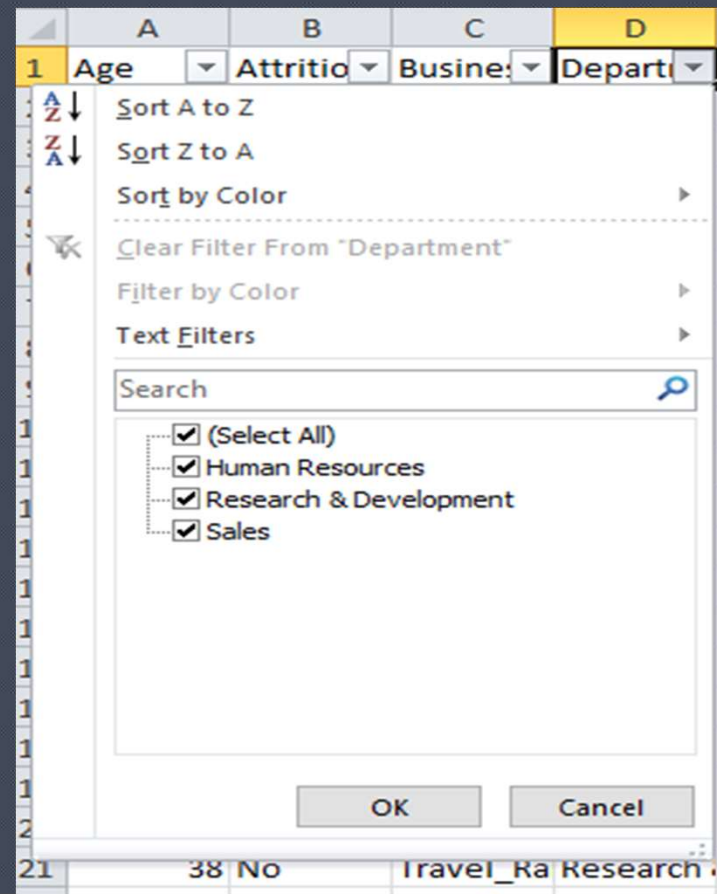 A B C D
1 Age Attritio Busine: Depart
Sort A to Z
Sort Z to A
Sort by Color
Clear Filter From "Department"
Filter by Color
Text Filters
Search
(Select All)
Human Resources
Research & Development
Sales
OK Cancel
21 38 No Travel_Ra Research